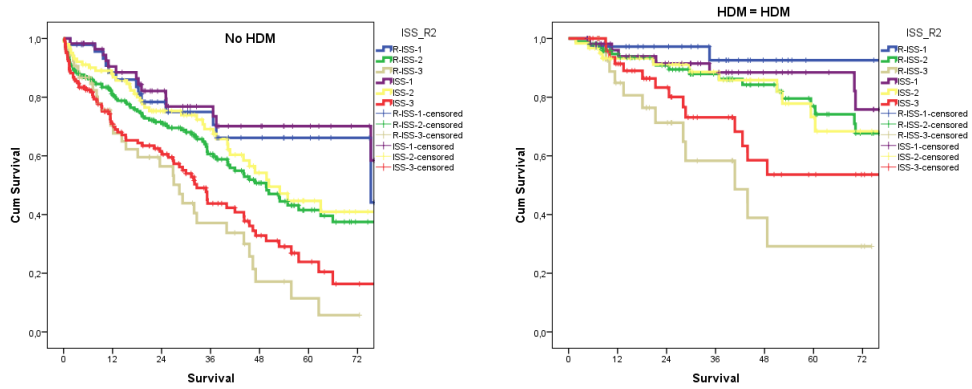 No HDM
Cum Survival
1,0
0,8
0,6
0,4
0,2
0,0
0 12 24 36 48 60 72
Survival
ISS_R2
R-ISS-1
R-ISS-2
R-ISS-3
ISS-1
ISS-2
ISS-3
R-ISS-1-censored
R-ISS-2-censored
R-ISS-3-censored
ISS-1-censored
ISS-2-censored
ISS-3-censored
HDM = HDM
Cum Survival
1,0
0,8
0,6
0,4
0,2
0,0
0 12 24 36 48 60 72
Survival
ISS_R2
R-ISS-1
R-ISS-2
R-ISS-3
ISS-1
ISS-2
ISS-3
R-ISS-1-censored
R-ISS-2-censored
R-ISS-3-censored
ISS-1-censored
ISS-2-censored
ISS-3-censored